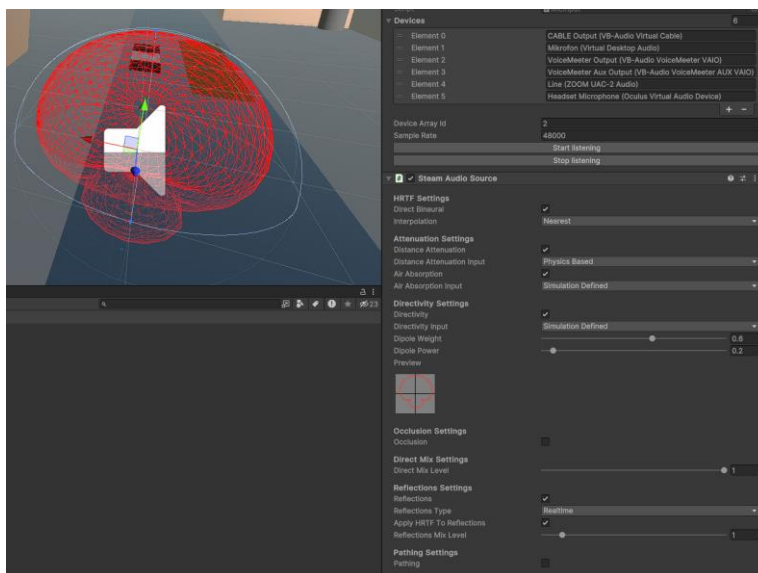 Devices 6
Element 0 CABLE Output (VB-Audio Virtual Cable)
Element 1 Mikrofon (Virtual Desktop Audio)
Element 2 VoiceMeeter Output (VB-Audio VoiceMeeter VAIO)
Element 3 VoiceMeeter Aux Output (VB-Audio VoiceMeeter AUX VAIO)
Element 4 Line (ZOOM UAC-2 Audio)
Element 5 Headset Microphone (Oculus Virtual Audio Device)
+ -
Device Array Id 2
Sample Rate 48000
Start listening
Stop listening
Steam Audio Source
HRTF Settings
Direct Binaural
Interpolation Nearest
Attenuation Settings
Distance Attenuation
Distance Attenuation Input Physics Based
Air Absorption
Air Absorption Input Simulation Defined
23
Directivity Settings
Directivity
Directivity Input Simulation Defined
Dipole Weight 0.6
Dipole Power 0.2
Preview
Occlusion Settings
Occlusion
Direct Mix Settings
Direct Mix Level 1
Reflections Settings
Reflections
Reflections Type Realtime
Apply HRTF To Reflections
Reflections Mix Level 1
Pathing Settings
Pathing